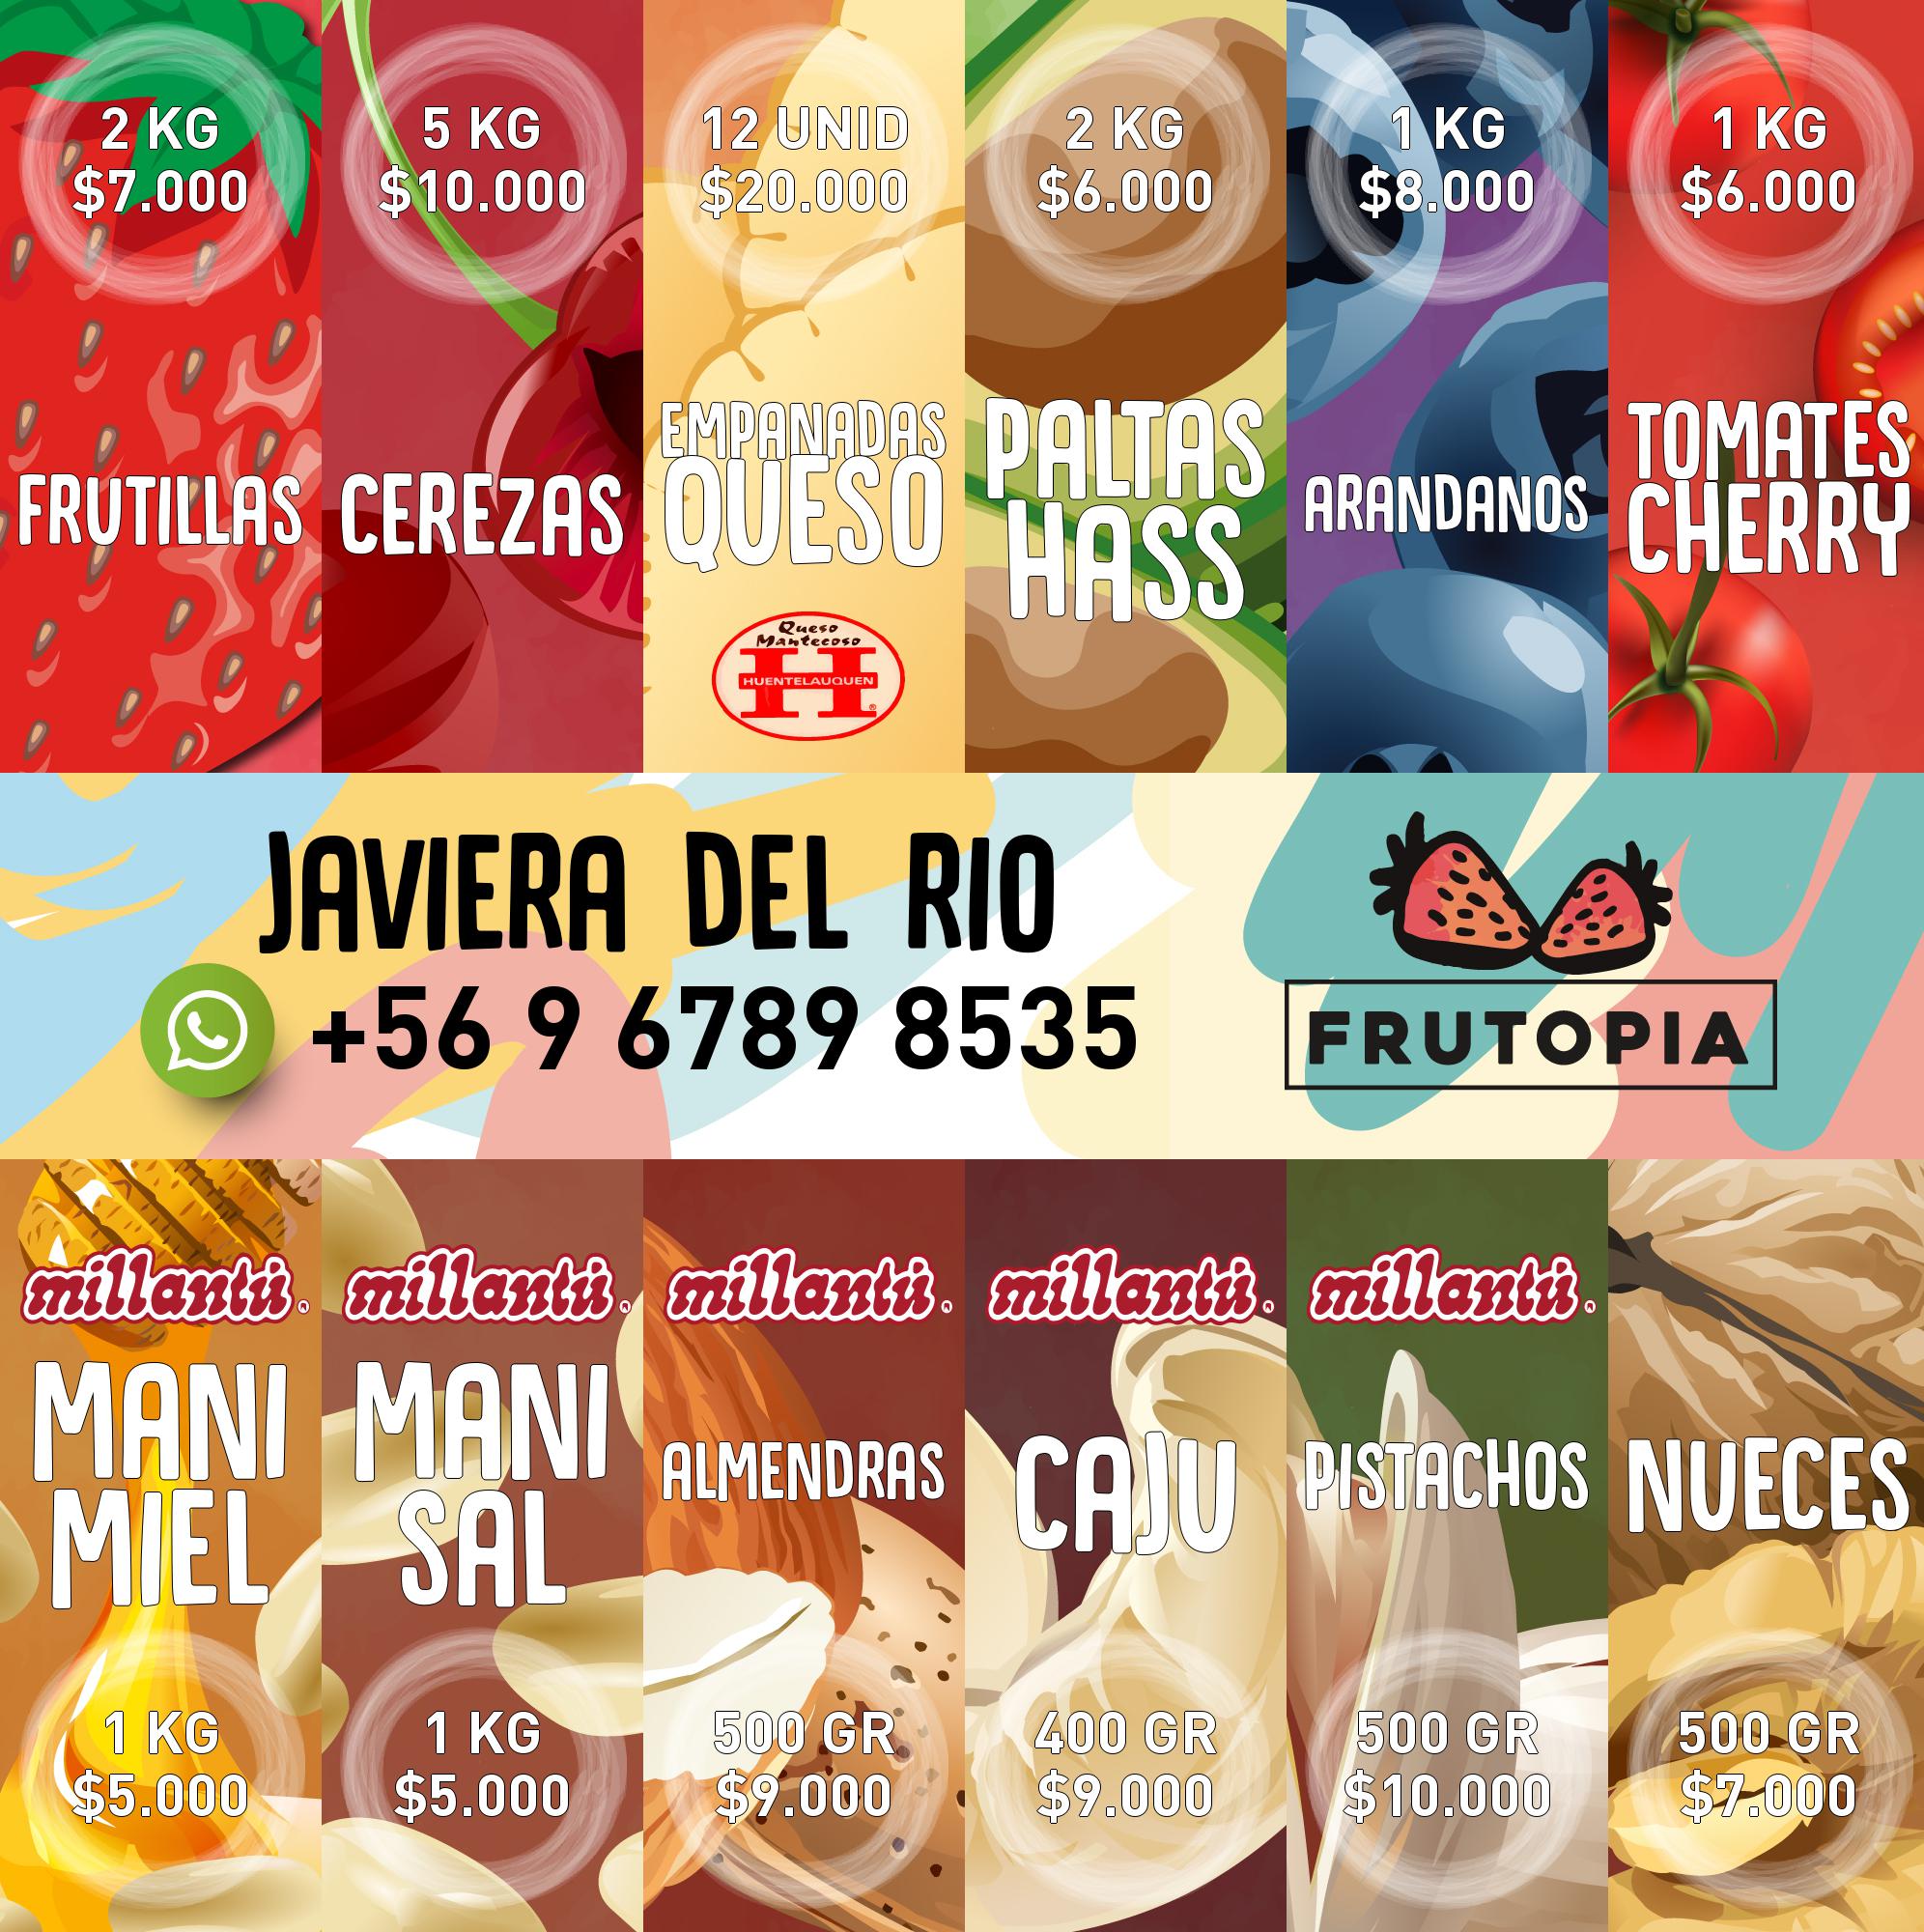 2 KG
$7.000
FRUTILLAS
5 KG
$10.000
CEREZAS
12 UNID
$20.000
EMPANADAS
QUESO
Queso
Mantecoso
H
HUENTELAUQUEN
®
2 KG
$6.000
PALTAS
HASS
1 KG
$8.000
ARANDANOS
1 KG
$6.000
TOMATES
CHERRY
JAVIERA DEL RIO
+56 9 6789 8535
FRUTOPIA
millantú®
MANI
MIEL
1 KG
$5.000
millantú®
MANI
SAL
1 KG
$5.000
millantú®
ALMENDRAS
500 GR
$9.000
millantú®
CAJU
400 GR
$9.000
millantú®
PISTACHOS
500 GR
$10.000
NUECES
500 GR
$7.000